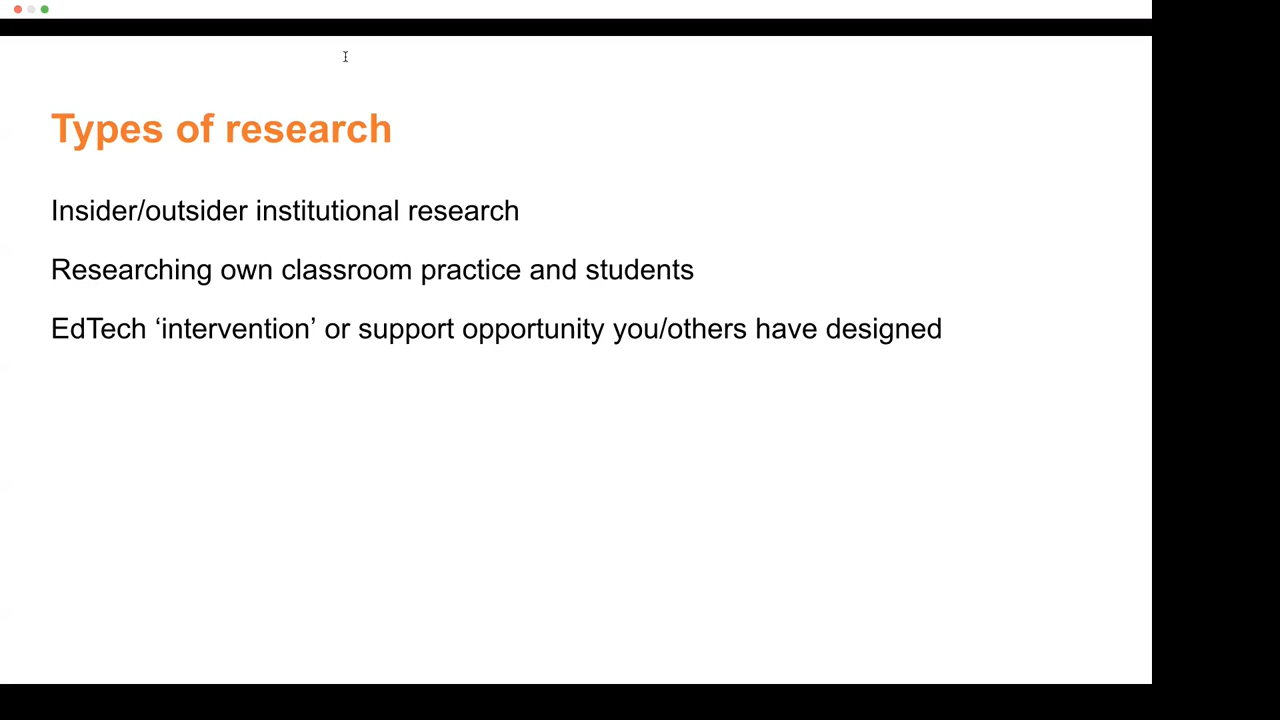 Types of research
Insider/outsider institutional research
Researching own classroom practice and students
EdTech ‘intervention’ or support opportunity you/others have designed